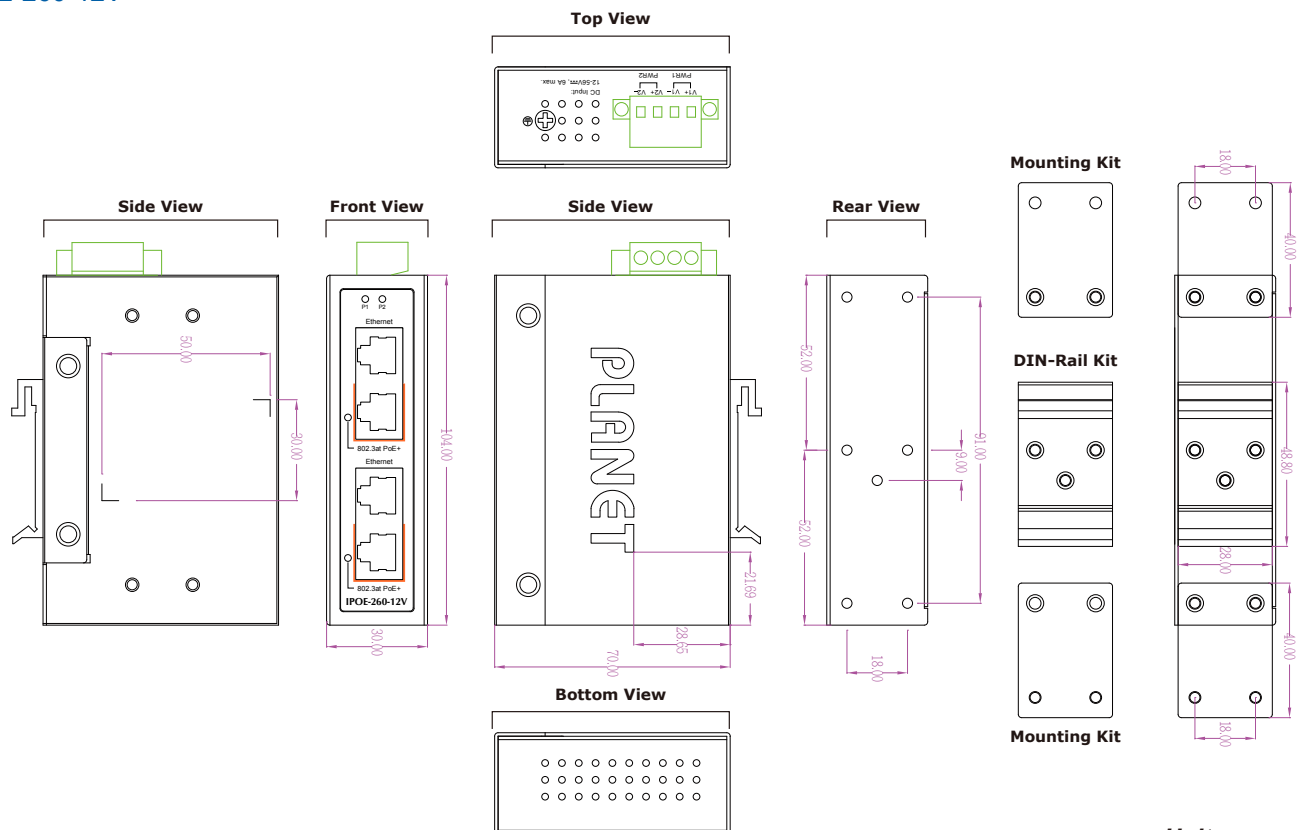 Top View
DC Input:
12-56V⎓, 6A max.
PWR2
PWR1
V2- V2+ V1- V1+
Mounting Kit
18.00
40.00
Side View
Front View
Side View
Rear View
P1 P2
Ethernet
802.3at PoE+
Ethernet
802.3at PoE+
IPOE-260-12V
50.00
30.00
104.00
30.00
PLANET
21.69
28.65
70.00
52.00
52.00
91.00
9.00
18.00
DIN-Rail Kit
48.80
28.00
40.00
Mounting Kit
18.00
Bottom View